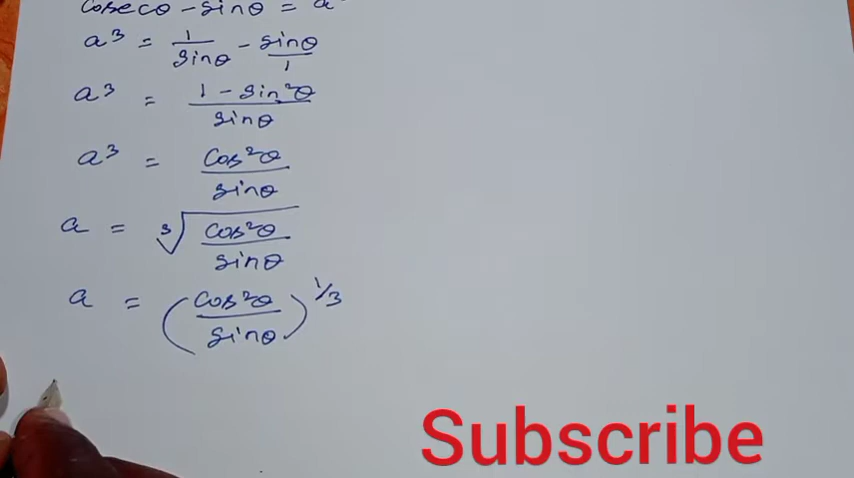 Cosecθ - sinθ = a
a³ = 1/sinθ - sinθ/1
a³ = 1 - sin²θ/sinθ
a³ = cos²θ/sinθ
a = ∛(cos²θ/sinθ)
a = (cos²θ/sinθ)^1/3
Subscribe